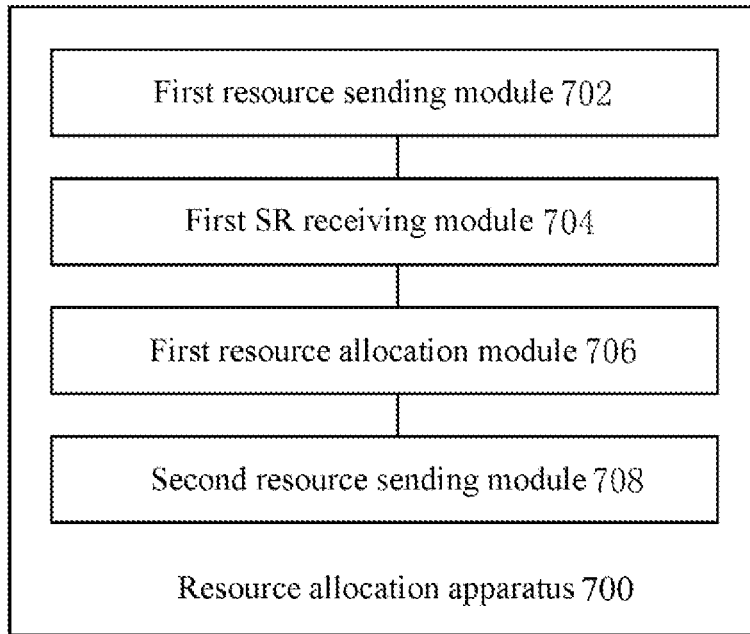 First resource sending module 702
First SR receiving module 704
First resource allocation module 706
Second resource sending module 708
Resource allocation apparatus 700